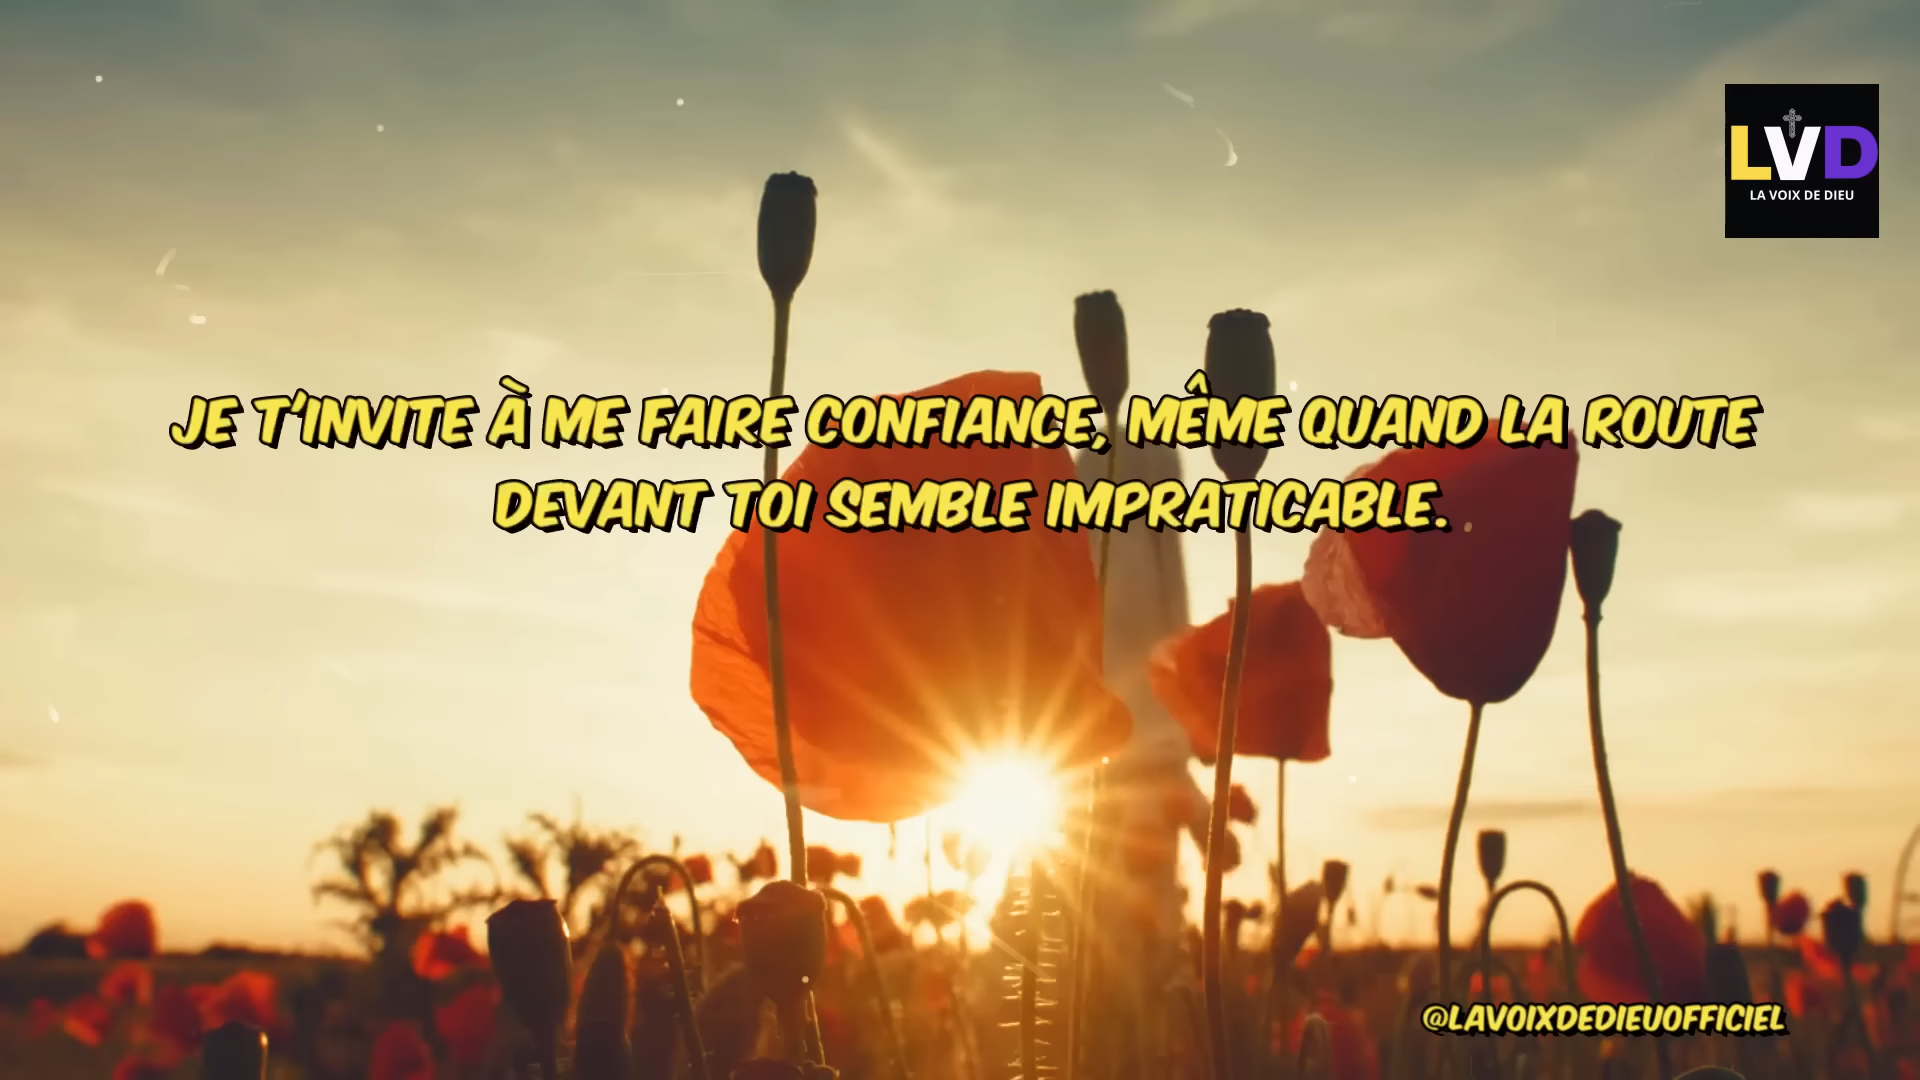 LVD
LA VOIX DE DIEU
JE T'INVITE À ME FAIRE CONFIANCE, MÊME QUAND LA ROUTE
DEVANT TOI SEMBLE IMPRATICABLE.
@LAVOIXDEDIEUOFFICIEL